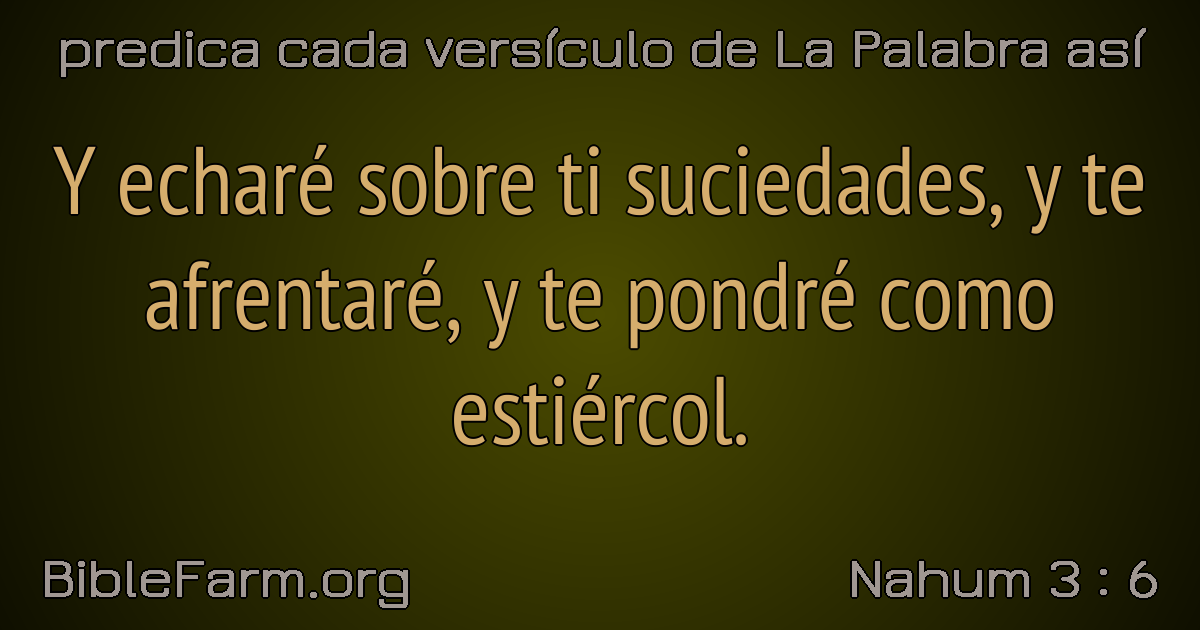 predica cada versículo de La Palabra así
Y echaré sobre ti suciedades, y te
afrentaré, y te pondré como
estiércol.
BibleFarm.org
Nahum 3 : 6